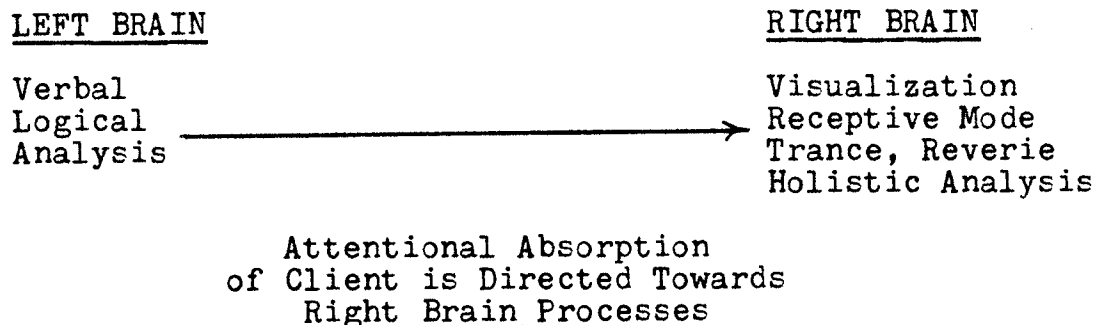 LEFT BRAIN
Verbal
Logical
Analysis
RIGHT BRAIN
Visualization
Receptive Mode
Trance, Reverie
Holistic Analysis
Attentional Absorption
of Client is Directed Towards
Right Brain Processes